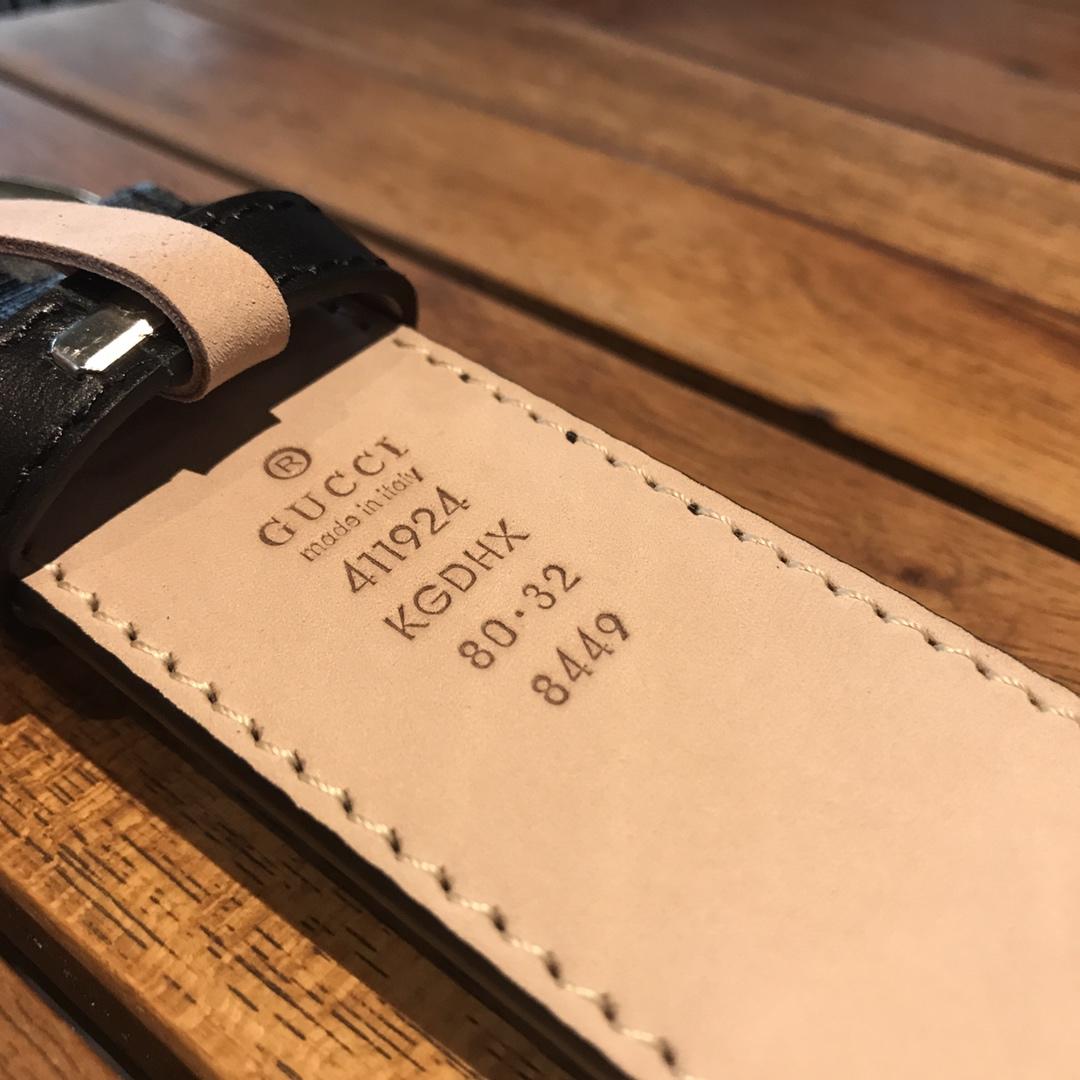 ®
GUCCI
made in italy
411924
KGDHX
80·32
8449